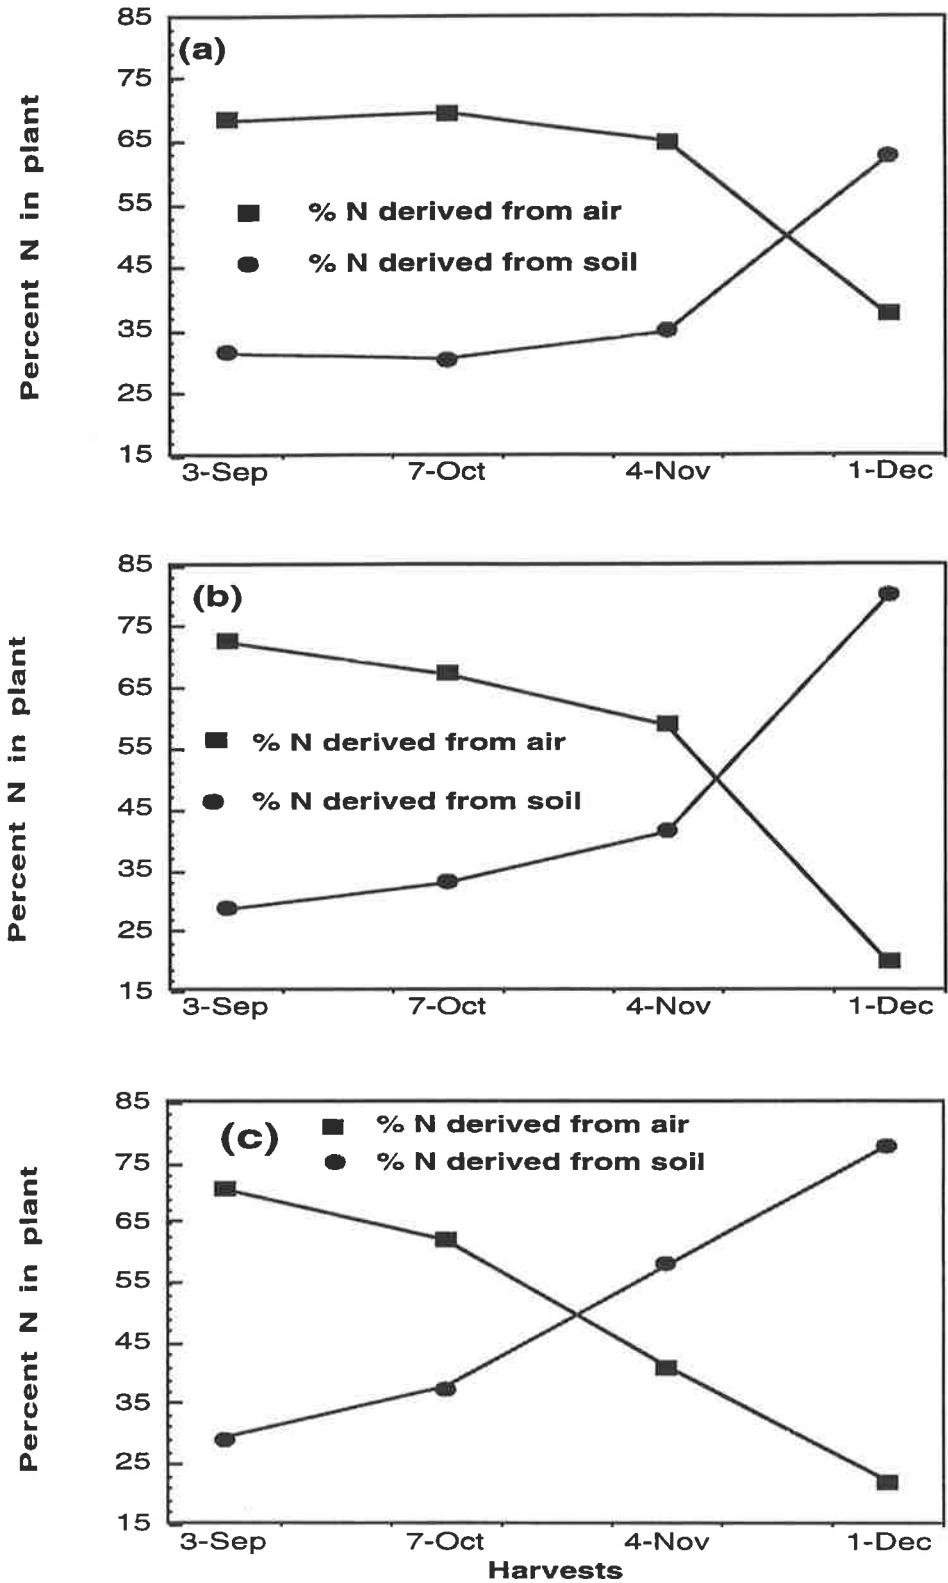 85
(a)
75
65
55
45
35
25
15
Percent N in plant
% N derived from air
% N derived from soil
3-Sep 7-Oct 4-Nov 1-Dec
85
(b)
75
65
55
45
35
25
15
Percent N in plant
% N derived from air
% N derived from soil
3-Sep 7-Oct 4-Nov 1-Dec
85
(c)
75
65
55
45
35
25
15
Percent N in plant
% N derived from air
% N derived from soil
3-Sep 7-Oct 4-Nov 1-Dec
Harvests